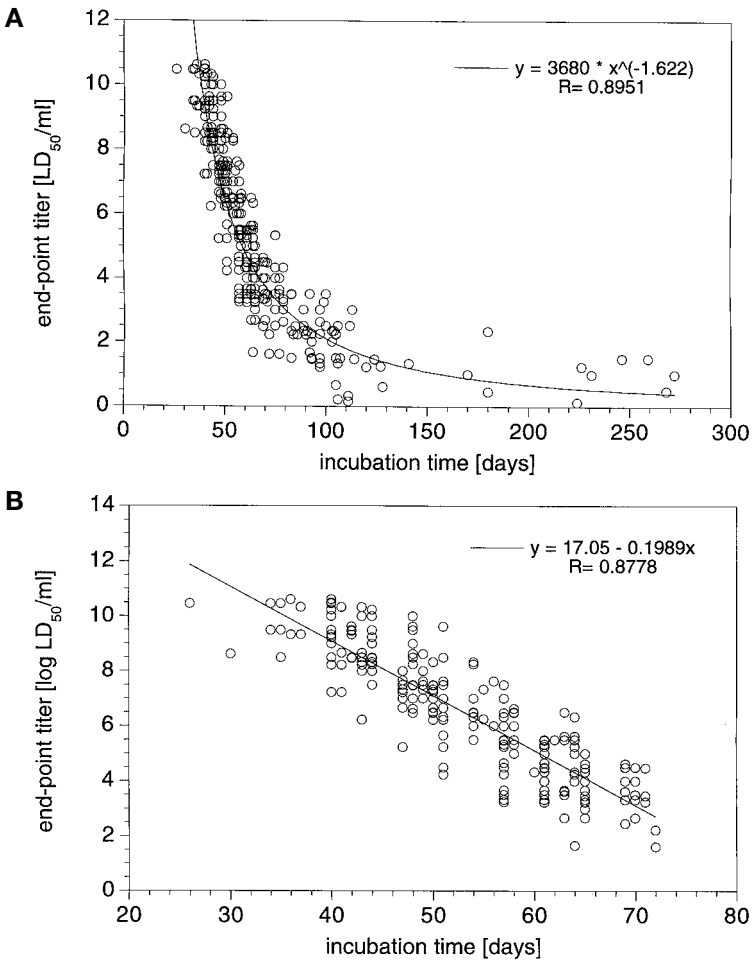 A
12
10
8
6
4
2
0
end-point titer [LD50/ml]
y = 3680 * x^(-1.622)
R= 0.8951
0 50 100 150 200 250 300
incubation time [days]
B
14
12
10
8
6
4
2
0
end-point titer [log LD50/ml]
y = 17.05 - 0.1989x
R= 0.8778
20 30 40 50 60 70 80
incubation time [days]